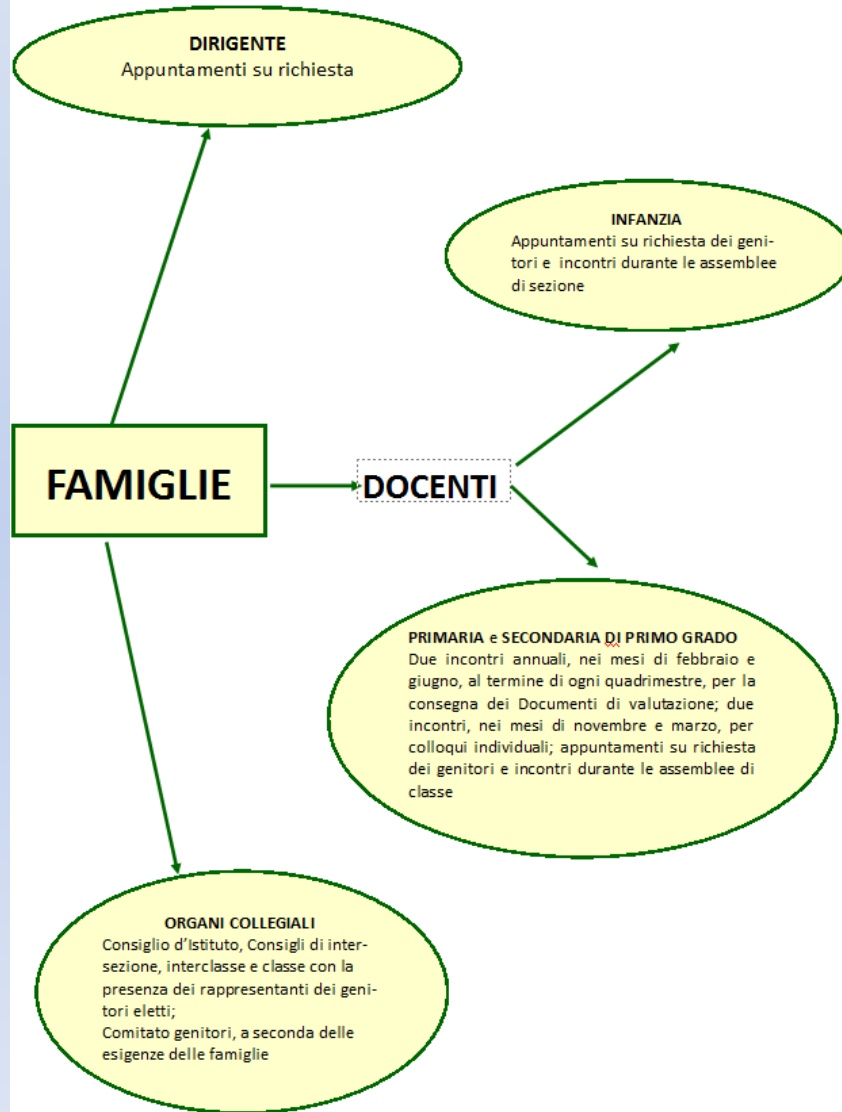 DIRIGENTE
Appuntamenti su richiesta
INFANZIA
Appuntamenti su richiesta dei geni-
tori e incontri durante le assemblee
di sezione
FAMIGLIE
DOCENTI
PRIMARIA e SECONDARIA DI PRIMO GRADO
Due incontri annuali, nei mesi di febbraio e
giugno, al termine di ogni quadrimestre, per la
consegna dei Documenti di valutazione; due
incontri, nei mesi di novembre e marzo, per
colloqui individuali; appuntamenti su richiesta
dei genitori e incontri durante le assemblee di
classe
ORGANI COLLEGIALI
Consiglio d'Istituto, Consigli di inter-
sezione, interclasse e classe con la
presenza dei rappresentanti dei geni-
tori eletti;
Comitato genitori, a seconda delle
esigenze delle famiglie